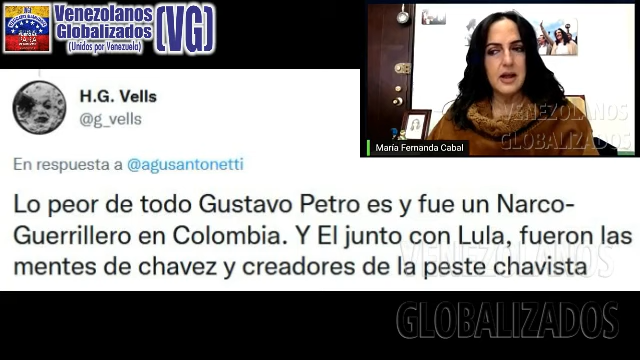 Venezolanos
Globalizados
(Unidos por Venezuela)
(VG)
María Fernanda Cabal
VENEZOLANOS
GLOBALIZADOS
H.G. Vells
@g_vells
En respuesta a @agusantonetti
Lo peor de todo Gustavo Petro es y fue un Narco-
Guerrillero en Colombia. Y El junto con Lula, fueron las
mentes de chavez y creadores de la peste chavista
VENEZOLANOS
GLOBALIZADOS